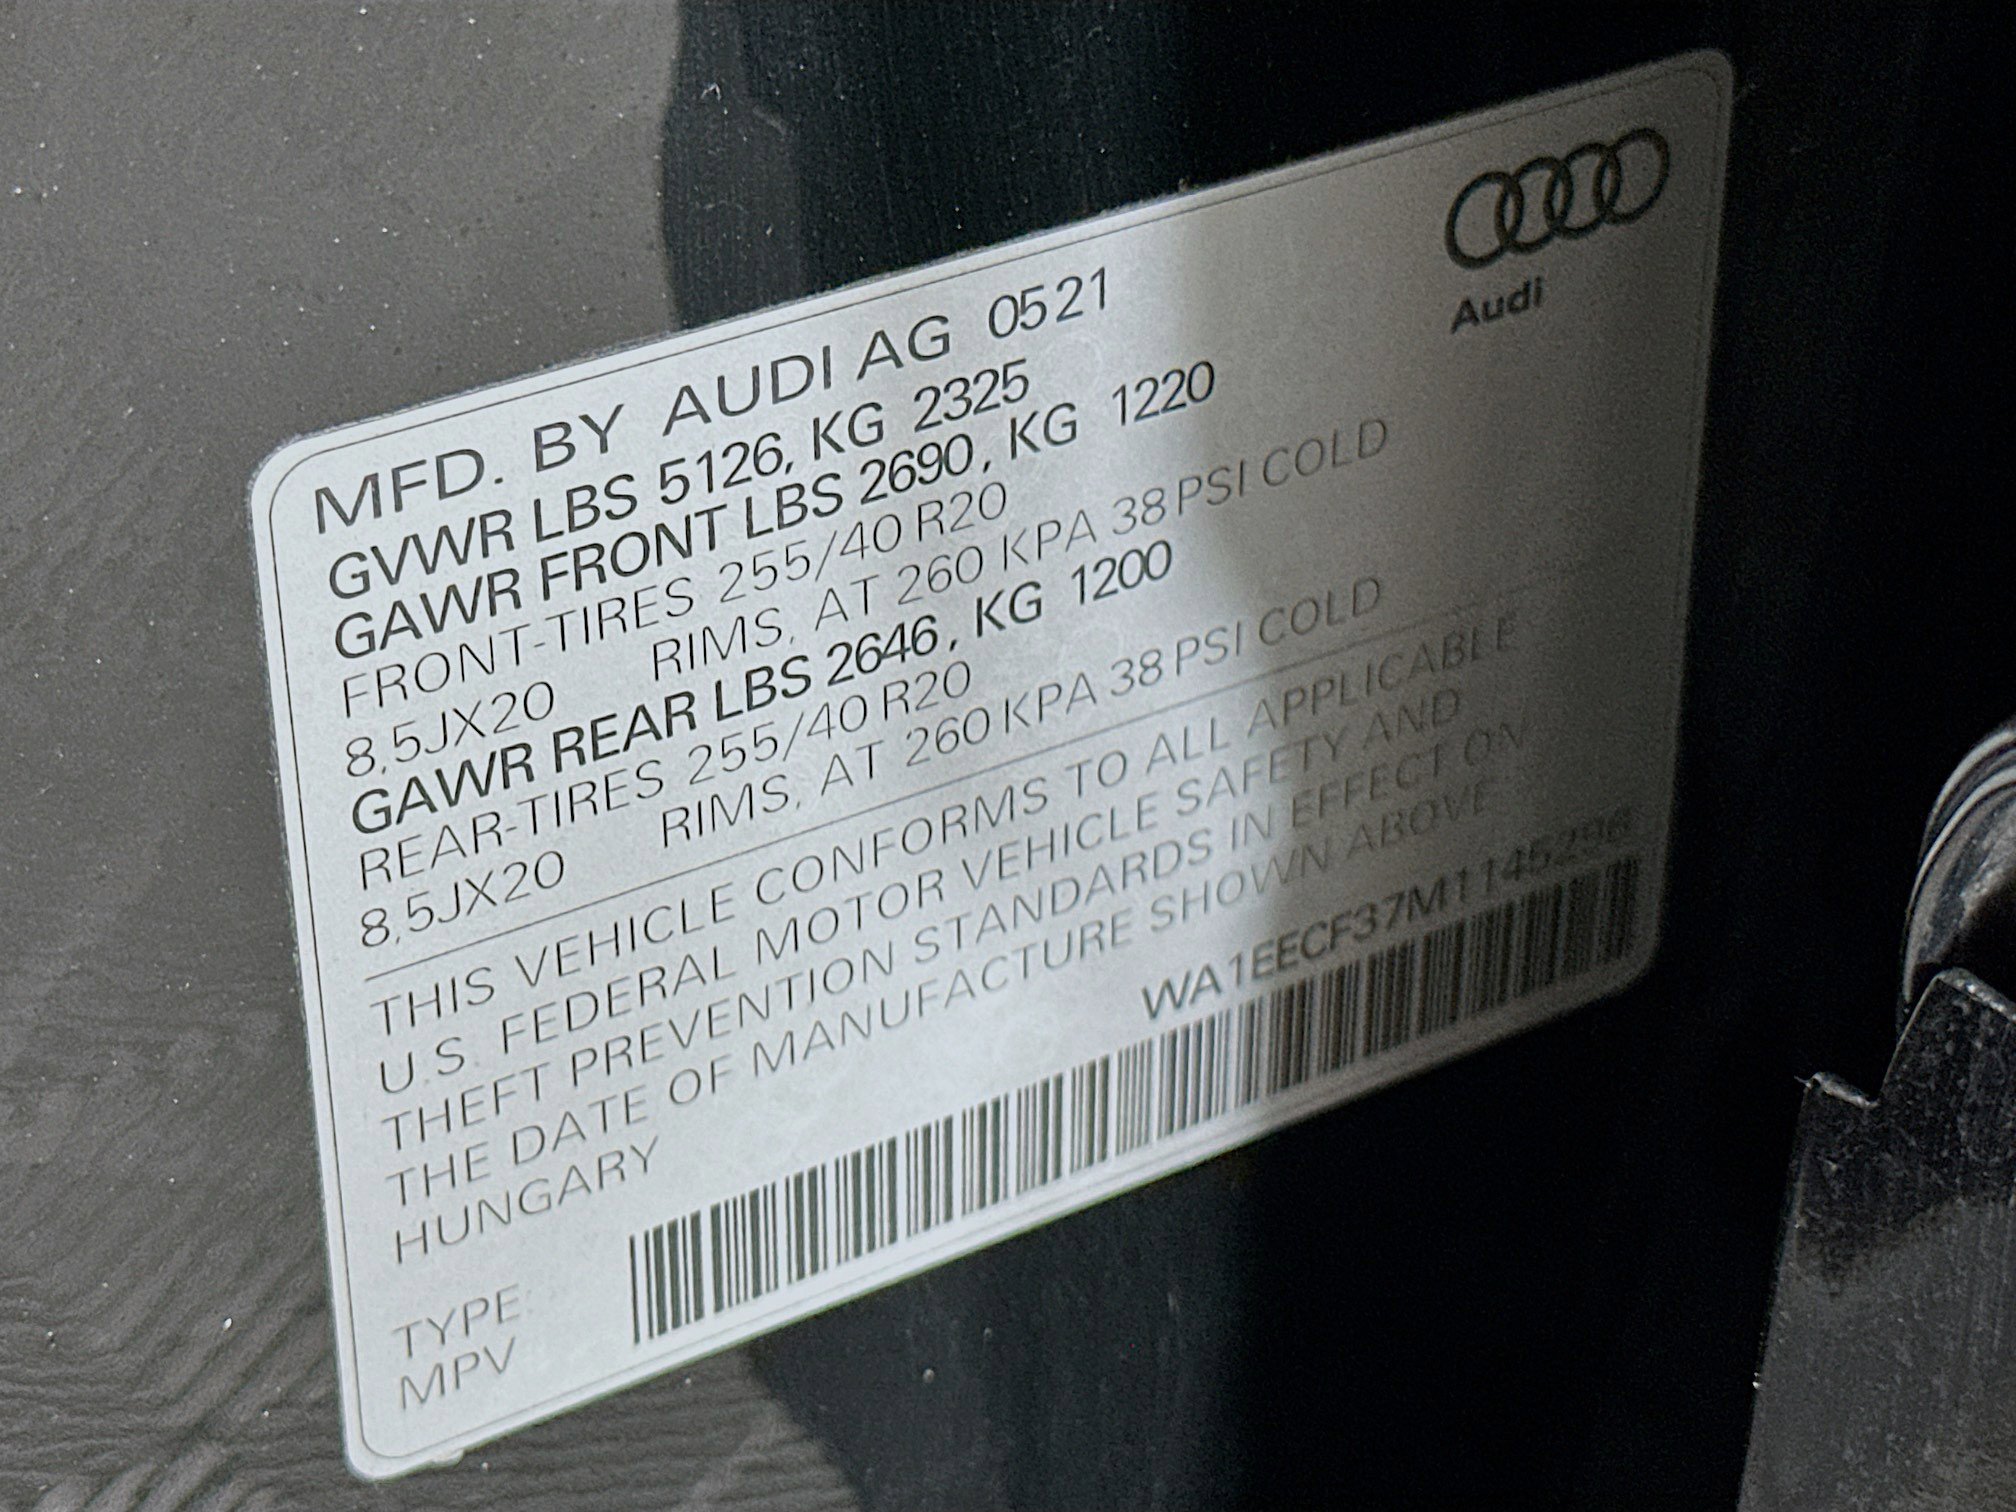 Audi
MFD. BY AUDI AG 0521
GVWR LBS 5126, KG 2325
GAWR FRONT LBS 2690, KG 1220
FRONT-TIRES 255/40 R20
8,5JX20 RIMS, AT 260 KPA 38 PSI COLD
GAWR REAR LBS 2646, KG 1200
REAR-TIRES 255/40 R20
8,5JX20 RIMS, AT 260 KPA 38 PSI COLD
THIS VEHICLE CONFORMS TO ALL APPLICABLE
U.S. FEDERAL MOTOR VEHICLE SAFETY AND
THEFT PREVENTION STANDARDS IN EFFECT ON
THE DATE OF MANUFACTURE SHOWN ABOVE
HUNGARY
WA1EECF37M1145296
TYPE:
MPV